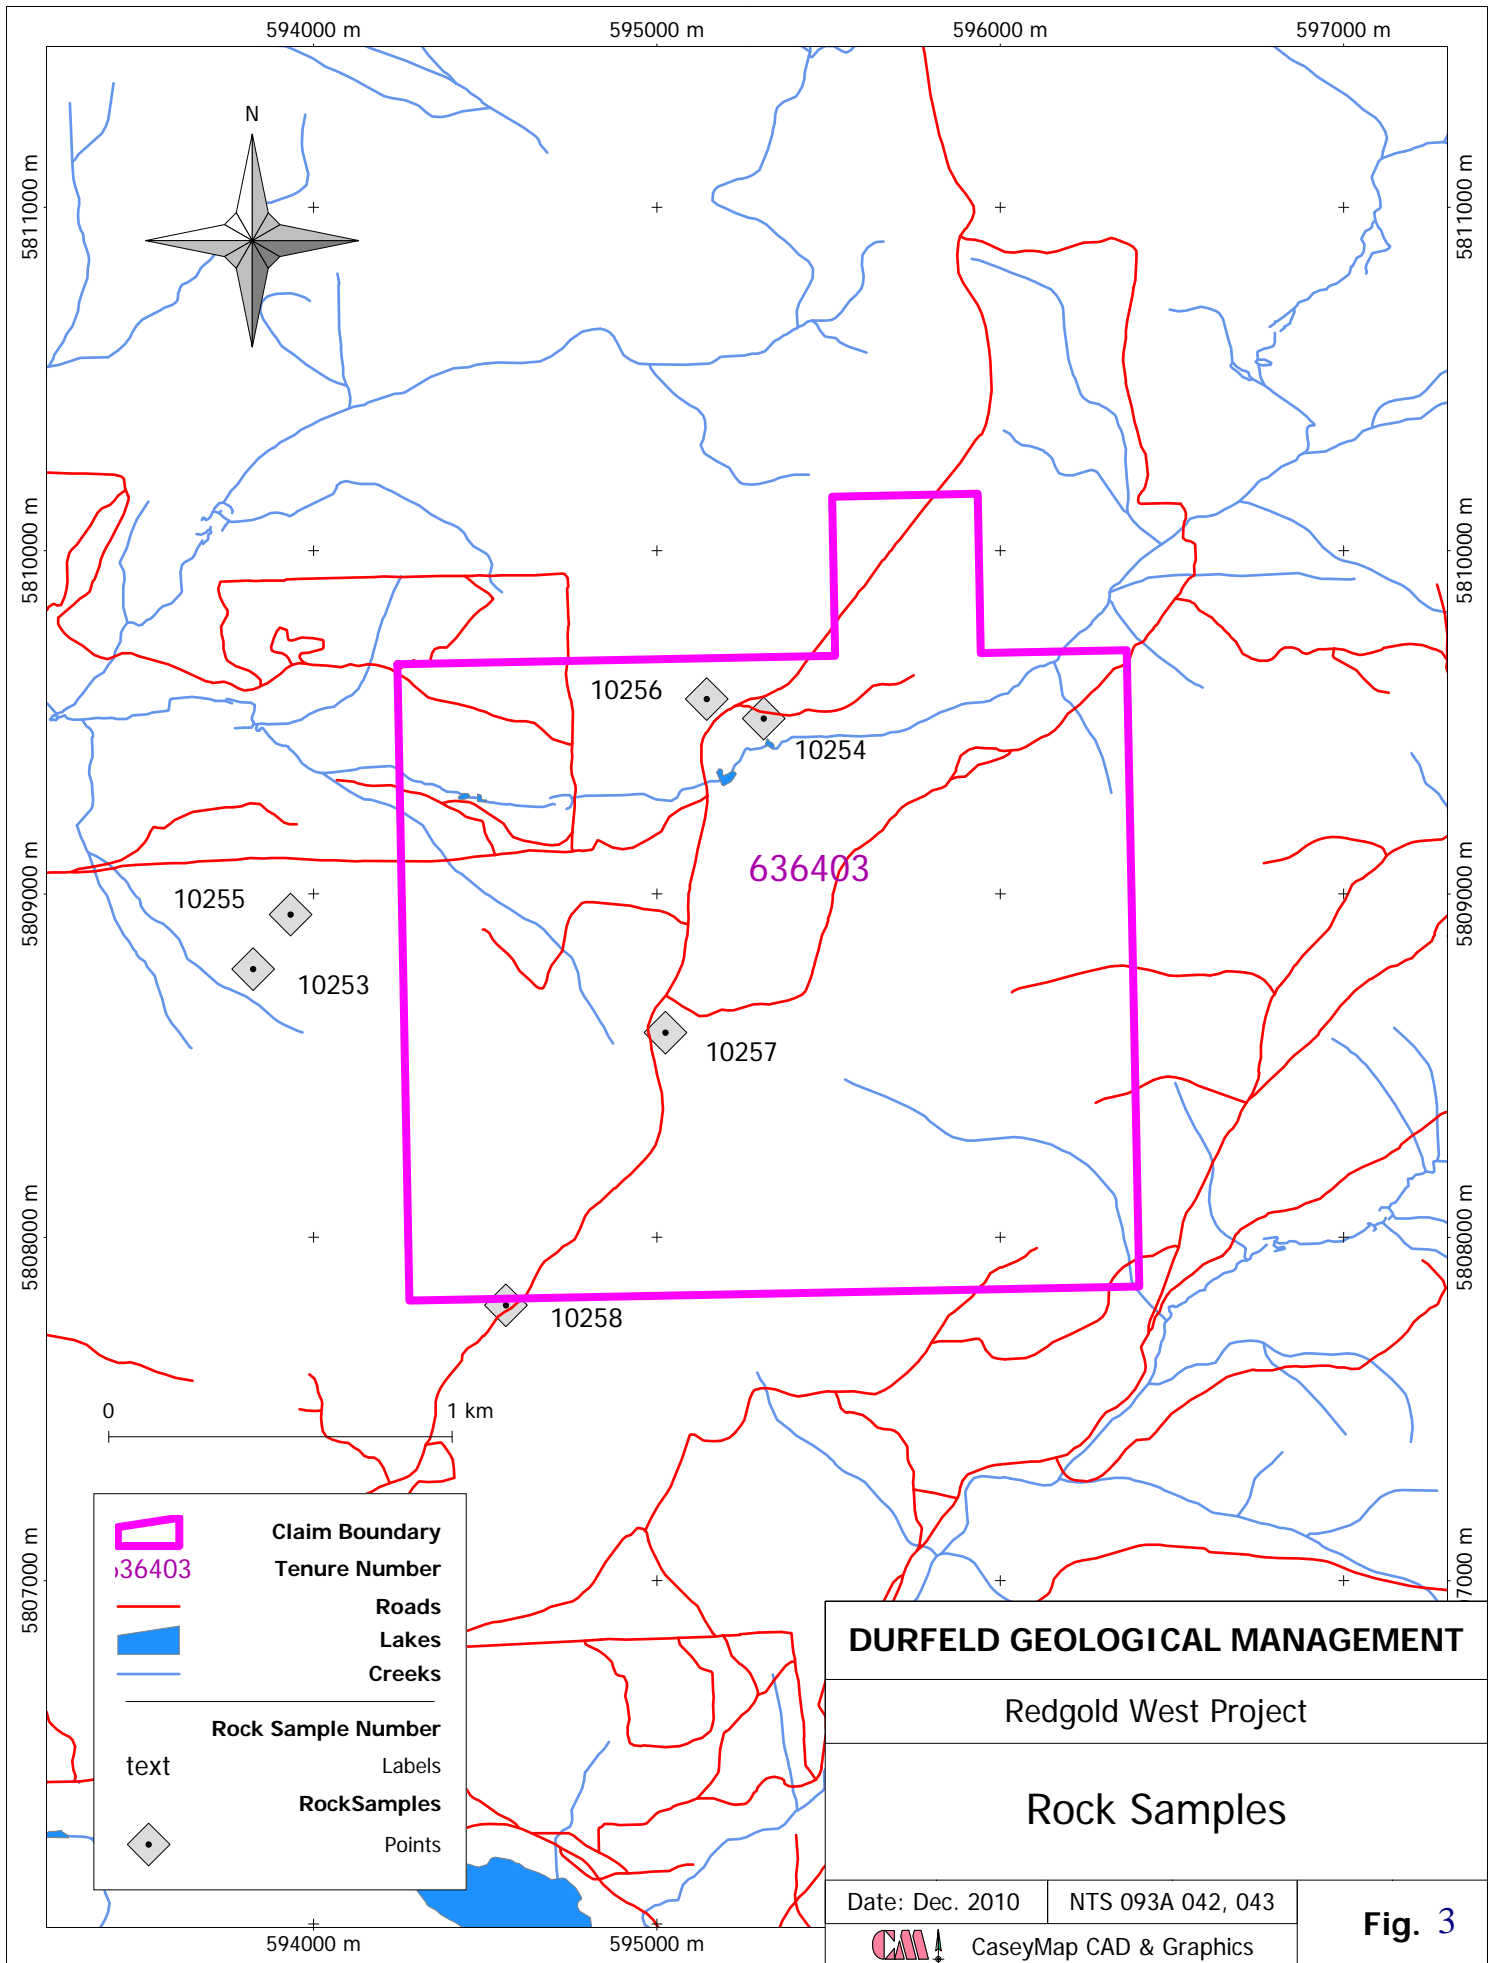 594000 m
595000 m
596000 m
597000 m
N
5811000 m
5811000 m
5810000 m
5810000 m
10256
10254
636403
5809000 m
5809000 m
10255
10253
10257
5808000 m
5808000 m
10258
0
1 km
Claim Boundary
36403
Tenure Number
Roads
Lakes
Creeks
Rock Sample Number
text
Labels
RockSamples
Points
5807000 m
7000 m
DURFELD GEOLOGICAL MANAGEMENT
Redgold West Project
Rock Samples
Date: Dec. 2010
NTS 093A 042, 043
Fig. 3
CM
CaseyMap CAD & Graphics
594000 m
595000 m